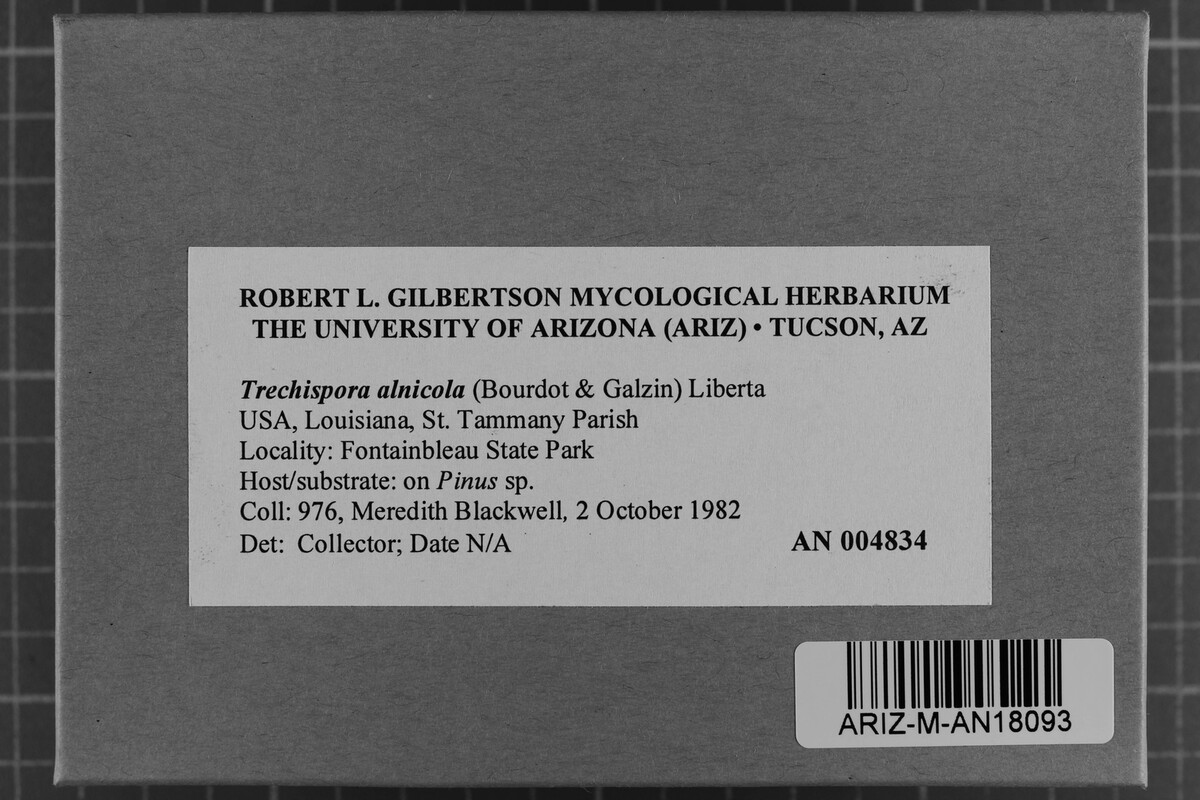 ROBERT L. GILBERTSON MYCOLOGICAL HERBARIUM
THE UNIVERSITY OF ARIZONA (ARIZ) • TUCSON, AZ
Trechispora alnicola (Bourdot & Galzin) Liberta
USA, Louisiana, St. Tammany Parish
Locality: Fontainbleau State Park
Host/substrate: on Pinus sp.
Coll: 976, Meredith Blackwell, 2 October 1982
Det: Collector; Date N/A AN 004834
ARIZ-M-AN18093